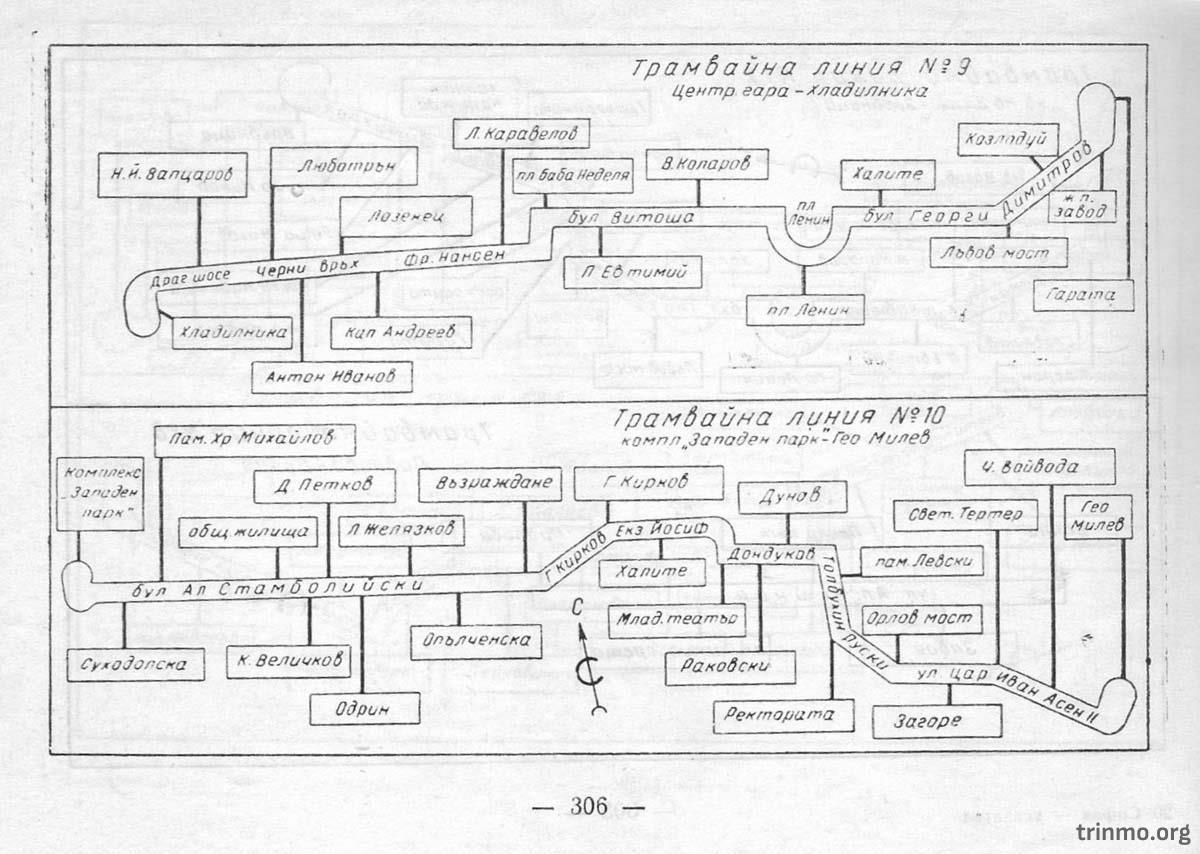 Трамвайна линия №9
Центр гара – Хладилника
Н.Й. Вапцаров
Люботрън
Лозенец
Л. Каравелов
пл Баба Неделя
В. Коларов
Халите
Козлодуй
ж п. завод
Драг шосе
Черни връх
Фр. Нансен
бул Витоша
пл Ленин
бул Георги Димитров
Хладилника
Антон Иванов
Кап Андреев
П. Евтимий
пл. Ленин
Львов мост
Гарата
Трамвайна линия №10
компл. „Западен парк"-Гео Милев
Комплекс
„Западен
парк"
Пам. Хр Михайлов
общ. жилища
Д. Петков
Л. Желязков
Възраждане
Г. Кирков
Халите
Дунов
пам. Левски
Орлов мост
Свет. Тертер
Ч. Войвода
Гео
Милев
бул Ал Стамболийски
Г Кирков
Екз Йосиф
Дондуков
Толбухин
Руски
ул. Цар Иван Асен II
Суходолска
К. Величков
Одрин
Опълченска
С
Млад. театър
Раковски
Ректората
Загоре
— 306 —
trinmo.org